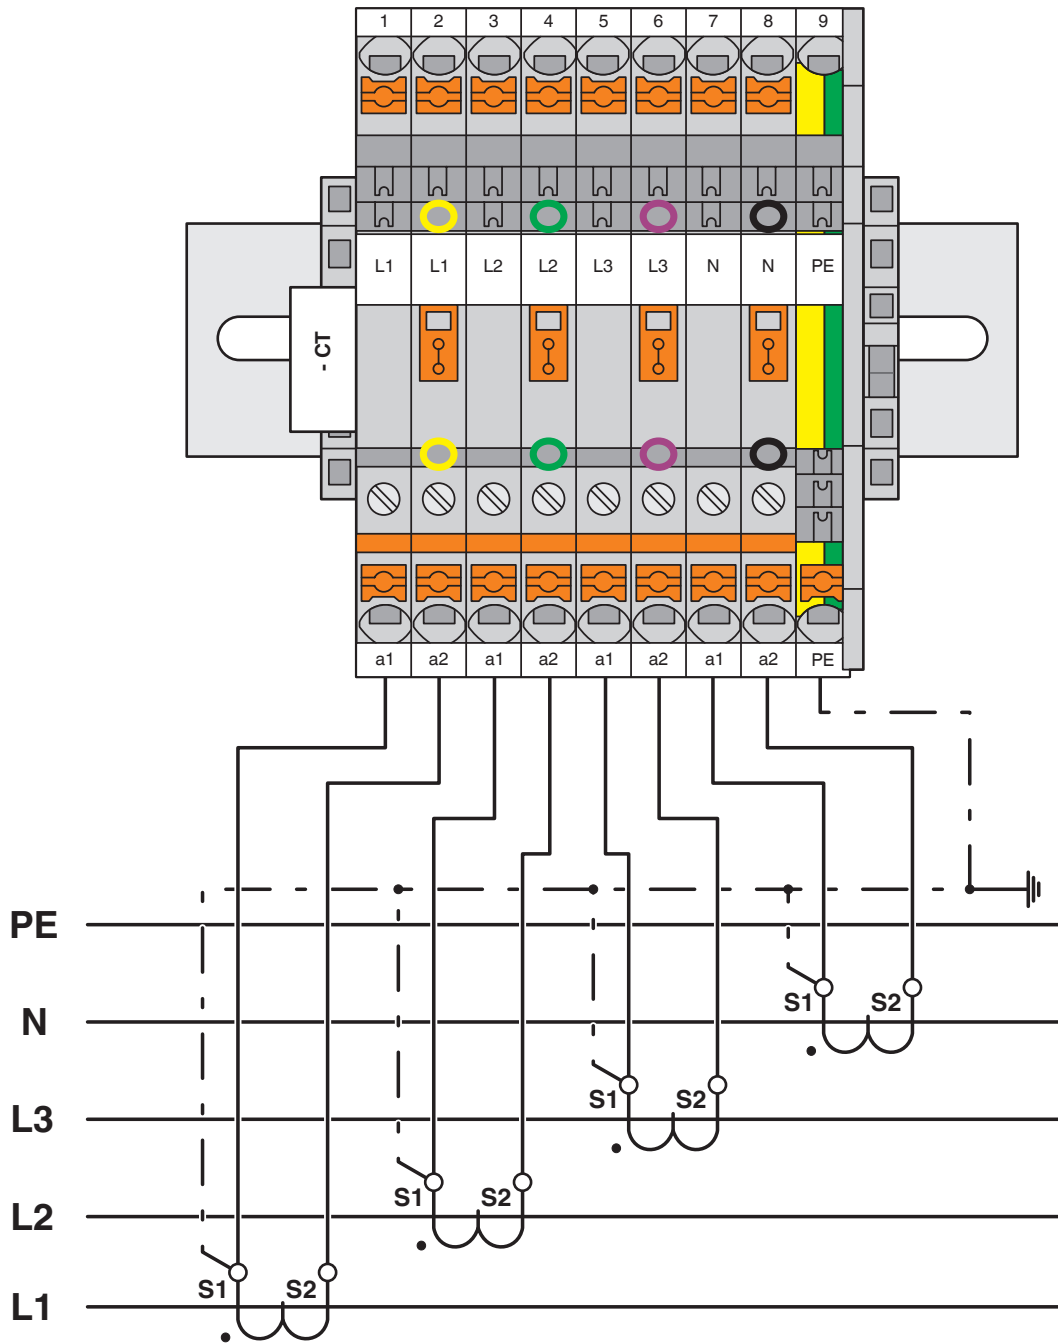 1 2 3 4 5 6 7 8 9
L1 L1 L2 L2 L3 L3 N N PE
- CT
a1 a2 a1 a2 a1 a2 a1 a2 PE
PE
S1 S2
N
S1 S2
L3
S1 S2
L2
S1 S2
L1